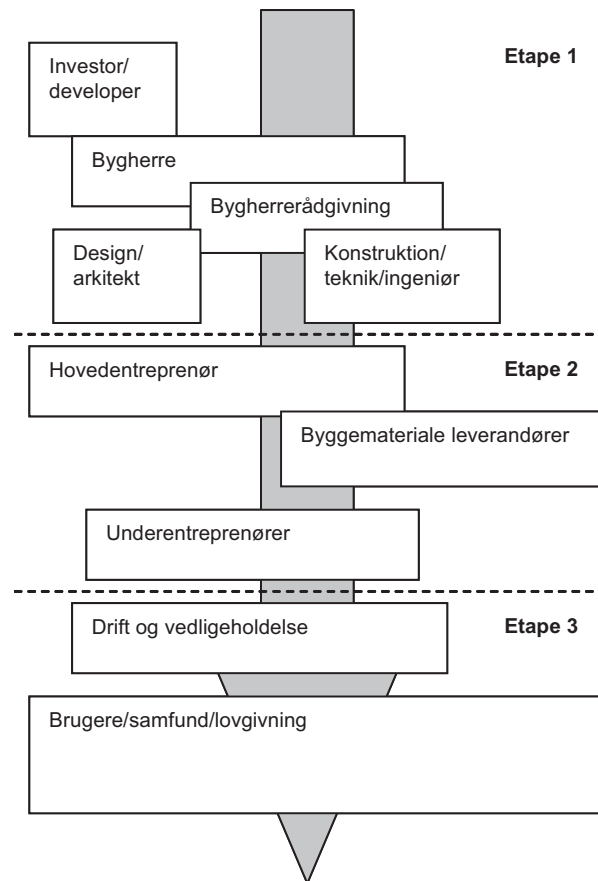 Etape 1
Investor/
developer
Bygherre
Bygherrerådgivning
Design/
arkitekt
Konstruktion/
teknik/ingeniør
Hovedentreprenør
Etape 2
Byggemateriale leverandører
Underentreprenører
Drift og vedligeholdelse
Etape 3
Brugere/samfund/lovgivning